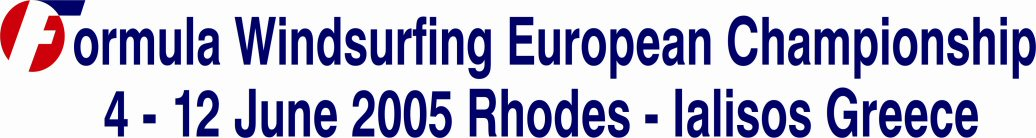 Formula Windsurfing European Championship
4 - 12 June 2005 Rhodes - Ialisos Greece